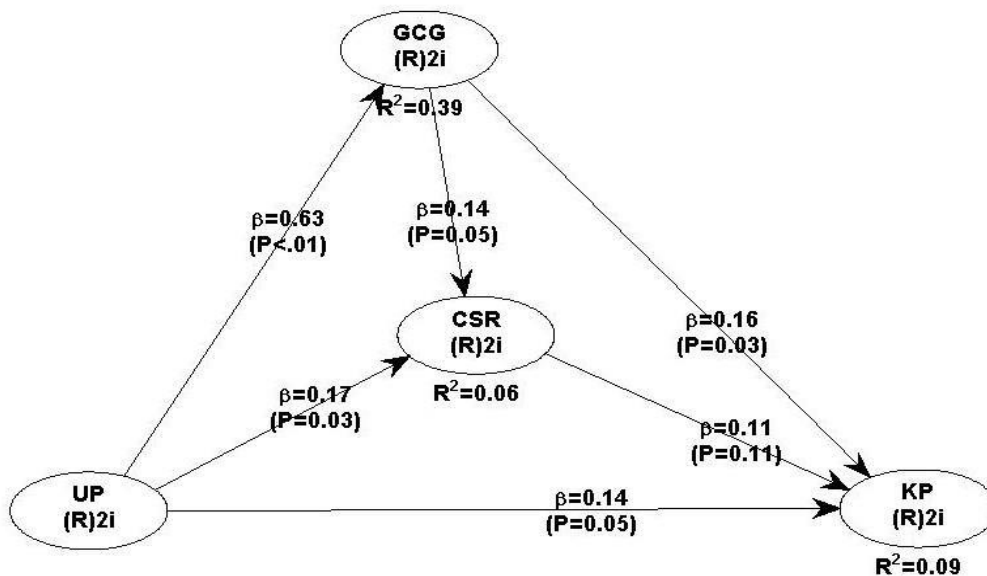 GCG
(R)2i
R²=0.39
β=0.63
(P<.01)
β=0.14
(P=0.05)
CSR
(R)2i
R²=0.06
β=0.16
(P=0.03)
β=0.17
(P=0.03)
β=0.11
(P=0.11)
UP
(R)2i
β=0.14
(P=0.05)
KP
(R)2i
R²=0.09